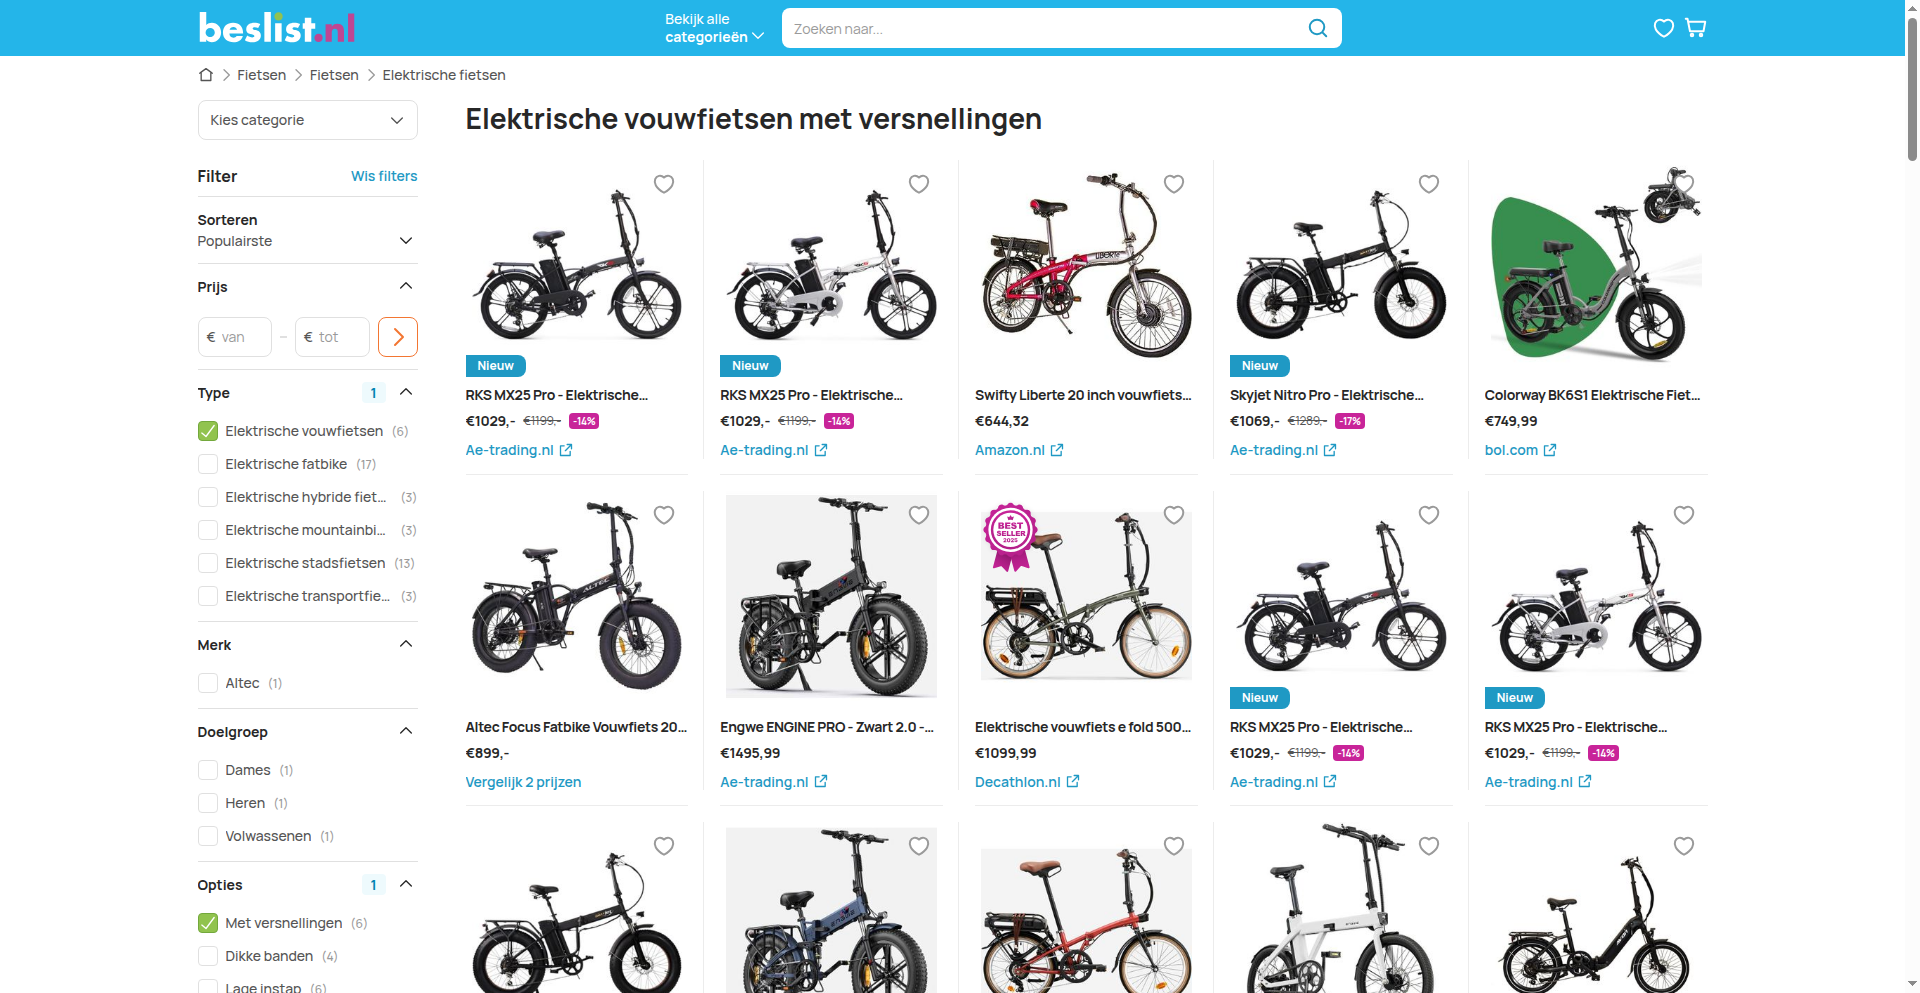 beslist.nl
Bekijk alle
categorieën
Zoeken naar...
Fietsen
Fietsen
Elektrische fietsen
Kies categorie
Elektrische vouwfietsen met versnellingen
Filter
Wis filters
Sorteren
Populairste
Prijs
€ van
–
€ tot
Type
1
Elektrische vouwfietsen (6)
Elektrische fatbike (17)
Elektrische hybride fiet... (3)
Elektrische mountainbi... (3)
Elektrische stadsfietsen (13)
Elektrische transportfie... (3)
Merk
Altec (1)
Doelgroep
Dames (1)
Heren (1)
Volwassenen (1)
Opties
1
Met versnellingen (6)
Dikke banden (4)
Lage instap (6)
Nieuw
RKS MX25 Pro - Elektrische...
€1029,- €1199,- -14%
Ae-trading.nl
Nieuw
RKS MX25 Pro - Elektrische...
€1029,- €1199,- -14%
Ae-trading.nl
Swifty Liberte 20 inch vouwfiets...
€644,32
Amazon.nl
Nieuw
Skyjet Nitro Pro - Elektrische...
€1069,- €1289,- -17%
Ae-trading.nl
Colorway BK6S1 Elektrische Fiet...
€749,99
bol.com
ALTEC
Altec Focus Fatbike Vouwfiets 20...
€899,-
Vergelijk 2 prijzen
Engwe ENGINE PRO - Zwart 2.0 -...
€1495,99
Ae-trading.nl
BEST
SELLER
2025
Elektrische vouwfiets e fold 500...
€1099,99
Decathlon.nl
Nieuw
RKS MX25 Pro - Elektrische...
€1029,- €1199,- -14%
Ae-trading.nl
Nieuw
RKS MX25 Pro - Elektrische...
€1029,- €1199,- -14%
Ae-trading.nl